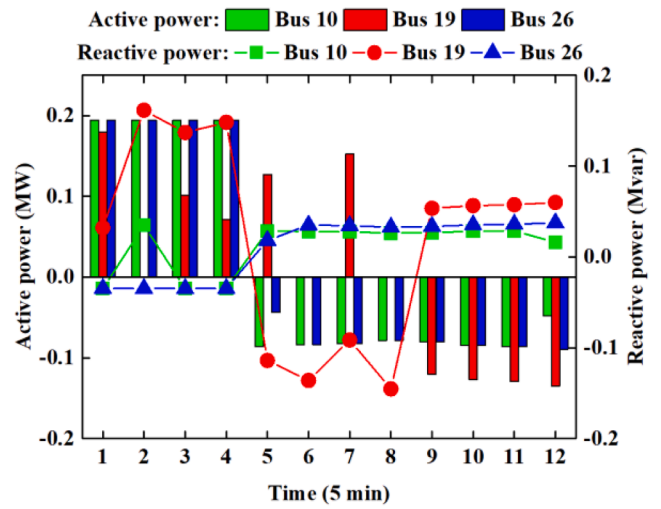 Active power: Bus 10 Bus 19 Bus 26
Reactive power: Bus 10 Bus 19 Bus 26
0.2 0.2
0.1 0.1
0.0 0.0
-0.1 -0.1
-0.2 -0.2
Active power (MW)
Reactive power (Mvar)
1 2 3 4 5 6 7 8 9 10 11 12
Time (5 min)